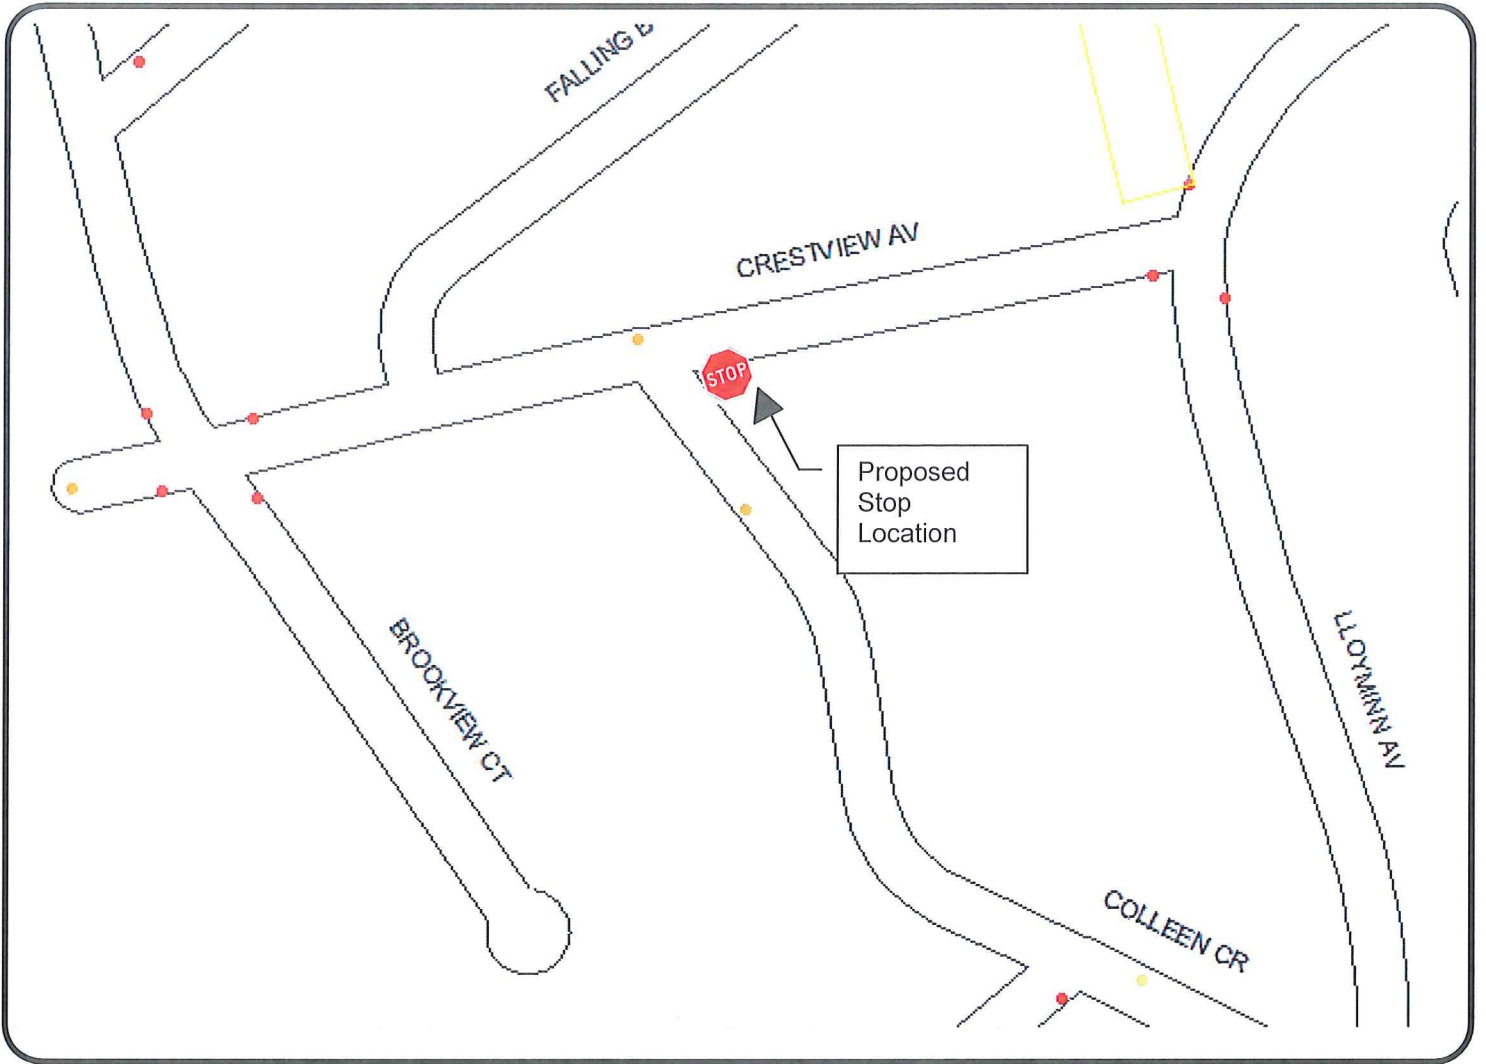 FALLING B
CRESTVIEW AV
STOP
Proposed
Stop
Location
BROOKVIEW CT
LLOYMINN AV
COLLEEN CR